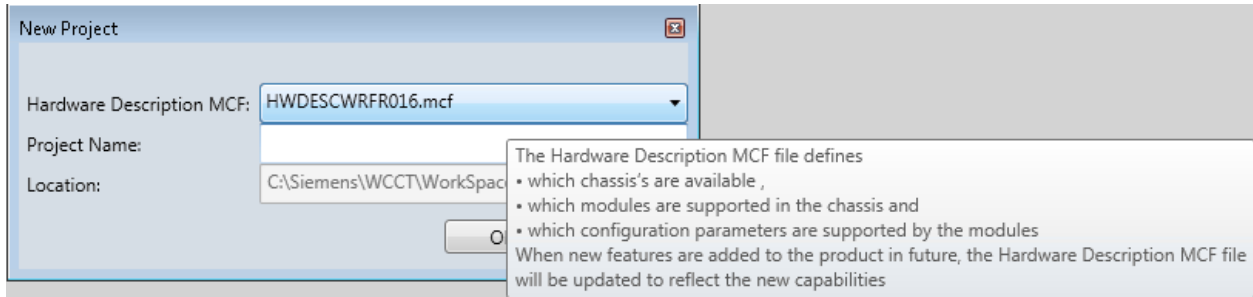 New Project
Hardware Description MCF: HWDESCWRFR016.mcf
Project Name:
Location: C:\Siemens\WCCT\WorkSpac
The Hardware Description MCF file defines
• which chassis's are available ,
• which modules are supported in the chassis and
• which configuration parameters are supported by the modules
When new features are added to the product in future, the Hardware Description MCF file
will be updated to reflect the new capabilities